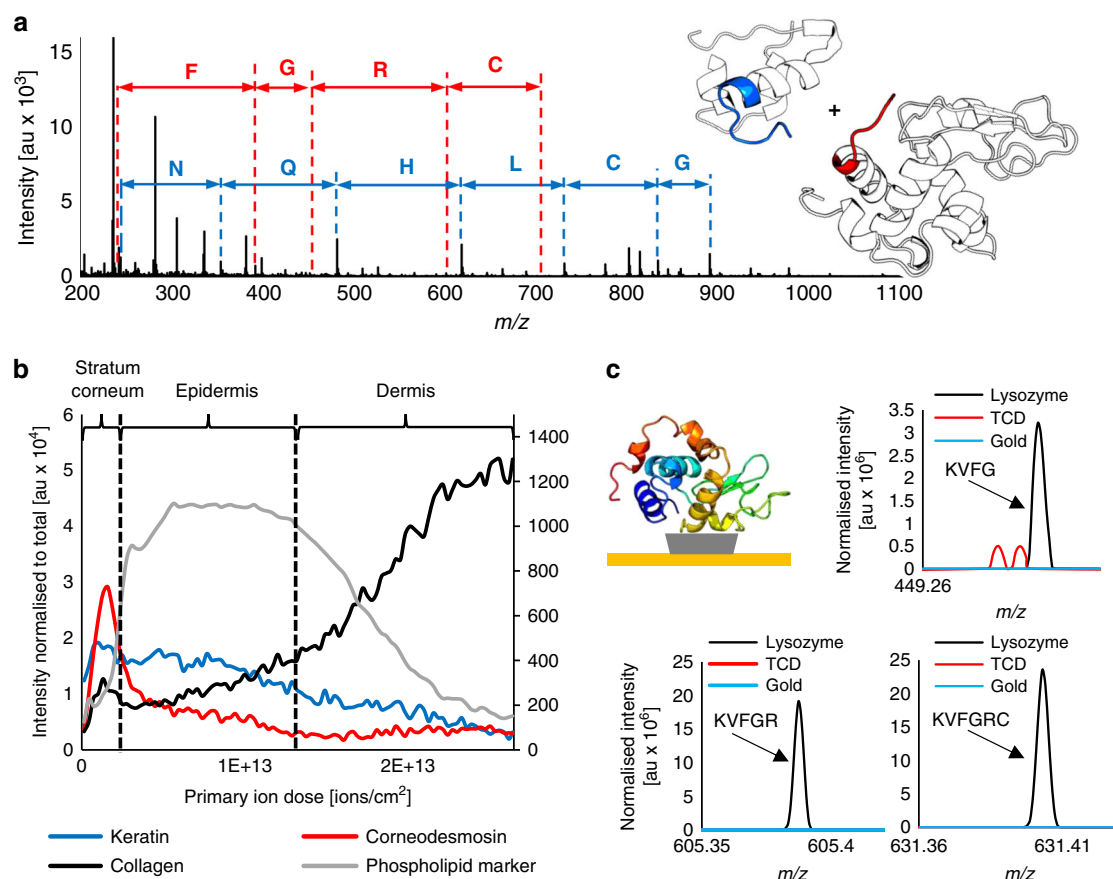 a
Intensity [au x 10³]
15
10
5
0
F G R C
N Q H L C G
+
200 300 400 500 600 700 800 900 1000 1100
m/z
b
Stratum corneum
Epidermis
Dermis
Intensity normalised to total [au x 10⁴]
6
5
4
3
2
1
0
1400
1200
1000
800
600
400
200
0
0 1E+13 2E+13
Primary ion dose [ions/cm²]
Keratin
Corneodesmosin
Collagen
Phospholipid marker
c
Lysozyme
TCD
Gold
Normalised intensity
[au x 10⁶]
3.5
3
2.5
2
1.5
1
0.5
0
KVFG
449.26
m/z
Lysozyme
TCD
Gold
Normalised intensity
[au x 10⁶]
25
20
15
10
5
0
KVFGR
605.35 605.4
m/z
Lysozyme
TCD
Gold
25
20
15
10
5
0
KVFGRC
631.36 631.41
m/z